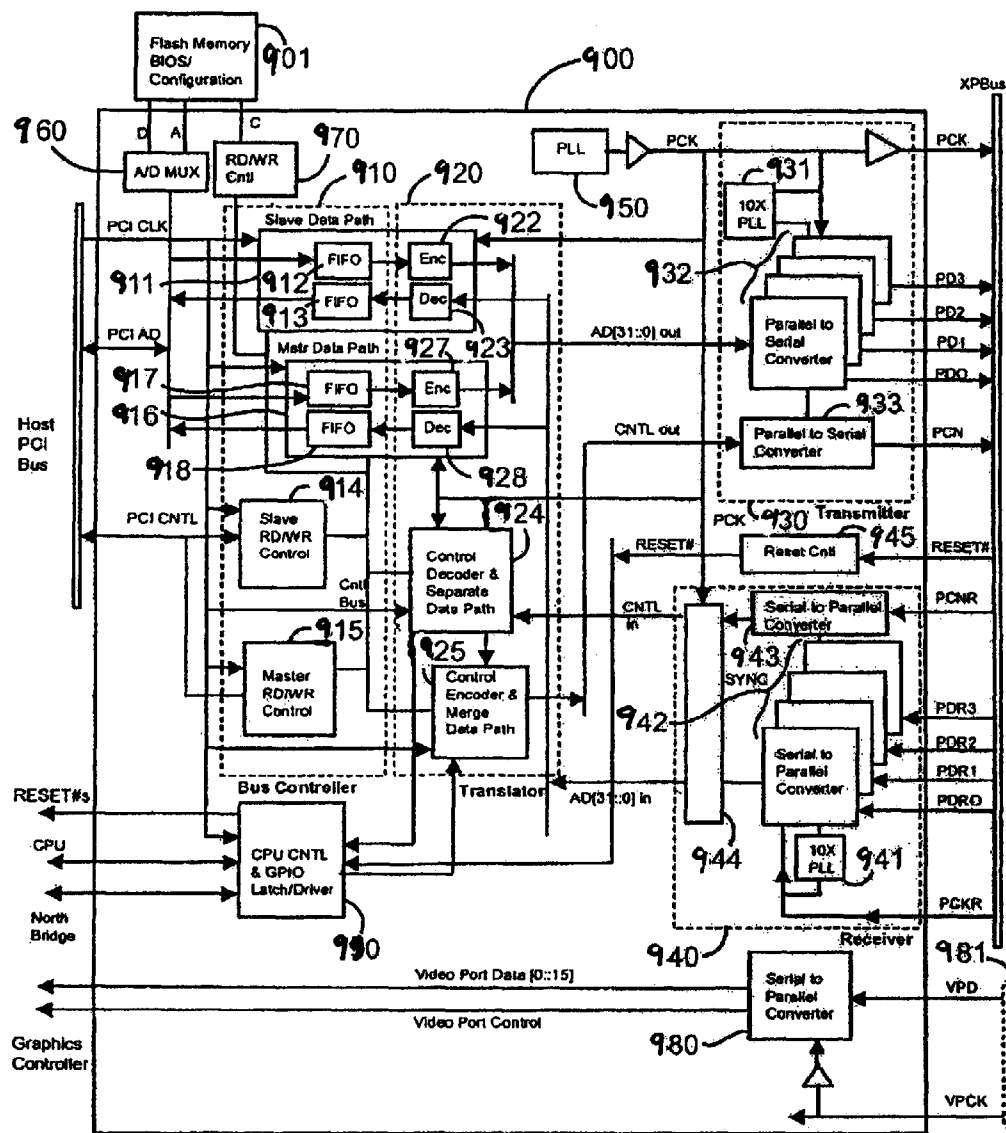 Flash Memory
BIOS/
Configuration
901
900
XPBus
D
A
C
960
A/D MUX
RD/WR
Cntl
970
910
920
PLL
950
PCK
PCK
931
10X
PLL
PCI CLK
Slave Data Path
922
911
912
FIFO
Enc
913
FIFO
Dec
923
932
PD3
PD2
PD1
PD0
Parallel to
Serial
Converter
AD[31::0] out
PCI AD
Mstr Data Path
927
917
FIFO
Enc
916
FIFO
Dec
918
928
Host
PCI
Bus
CNTL out
933
Parallel to Serial
Converter
PCN
914
924
PCI CNTL
Slave
RD/WR
Control
Control
Decoder &
Separate
Data Path
PCK
930
Transmitter
945
RESET#
Reset Cntl
RESET#
Cntl
Bus
CNTL
in
Serial to Parallel
Converter
PCNR
943
915
925
SYNC
Master
RD/WR
Control
Control
Encoder &
Merge
Data Path
942
PDR3
PDR2
PDR1
PDR0
Serial to
Parallel
Converter
Bus Controller
Translator
AD[31::0] in
RESET#s
CPU
CPU CNTL
& GPIO
Latch/Driver
944
10X
PLL
941
North
Bridge
990
PCKR
940
Receiver
981
Video Port Data [0::15]
Serial to
Parallel
Converter
VPD
Video Port Control
980
Graphics
Controller
VPCK